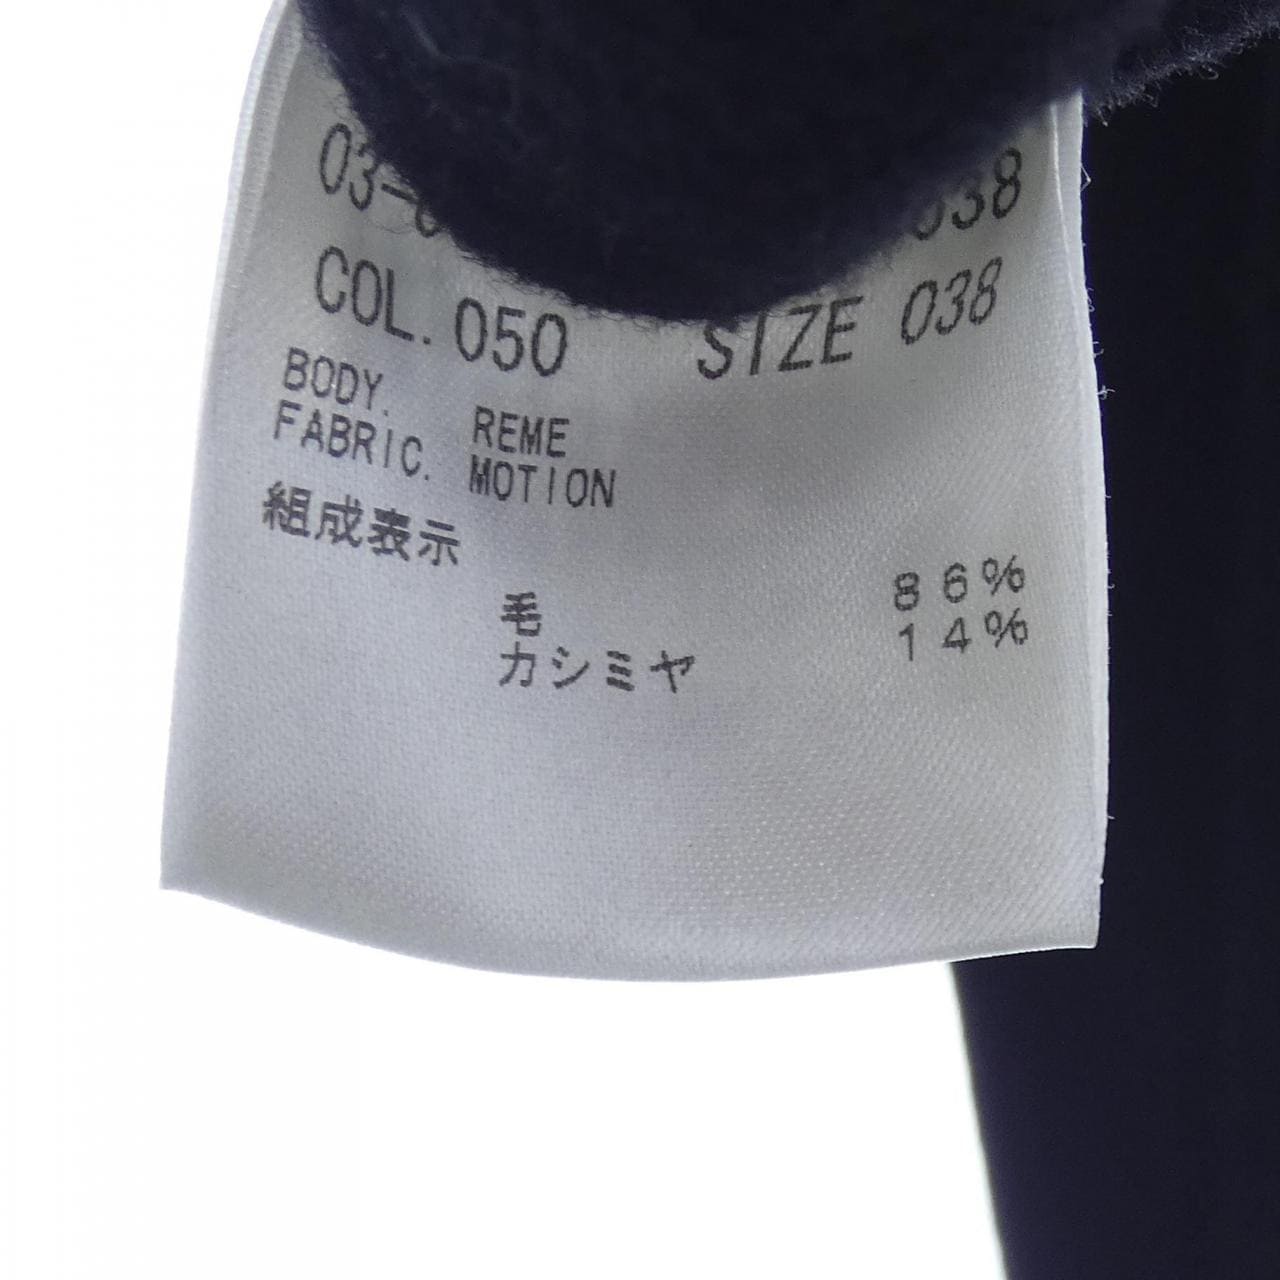 COL. 050 SIZE 038
BODY. REME
FABRIC. MOTION
組成表示
毛 86%
カシミヤ 14%